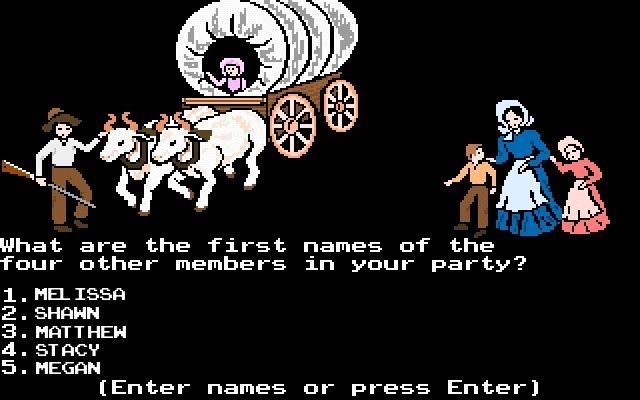 What are the first names of the
four other members in your party?
1. MELISSA
2. SHAWN
3. MATTHEW
4. STACY
5. MEGAN
(Enter names or press Enter)